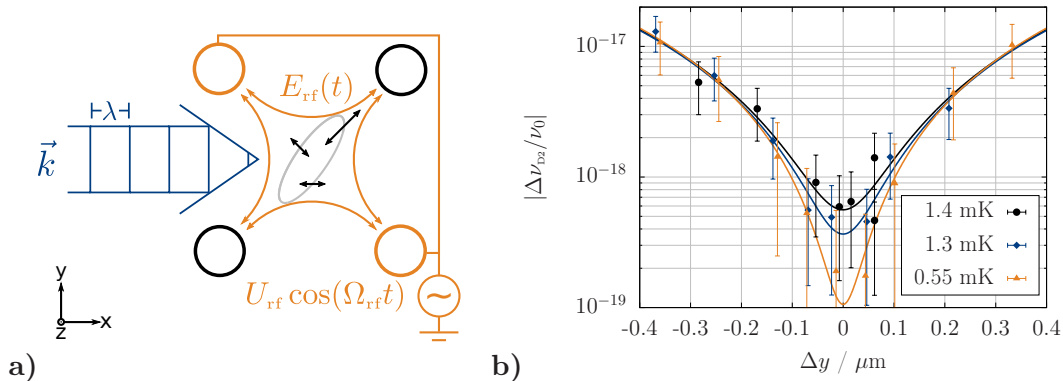 λ
k⃗
E_rf(t)
U_rf cos(Ω_rf t)
~
y
z
x
a)
|Δν_D2/ν_0|
10^-17
10^-18
10^-19
1.4 mK
1.3 mK
0.55 mK
-0.4 -0.3 -0.2 -0.1 0 0.1 0.2 0.3 0.4
Δy / μm
b)